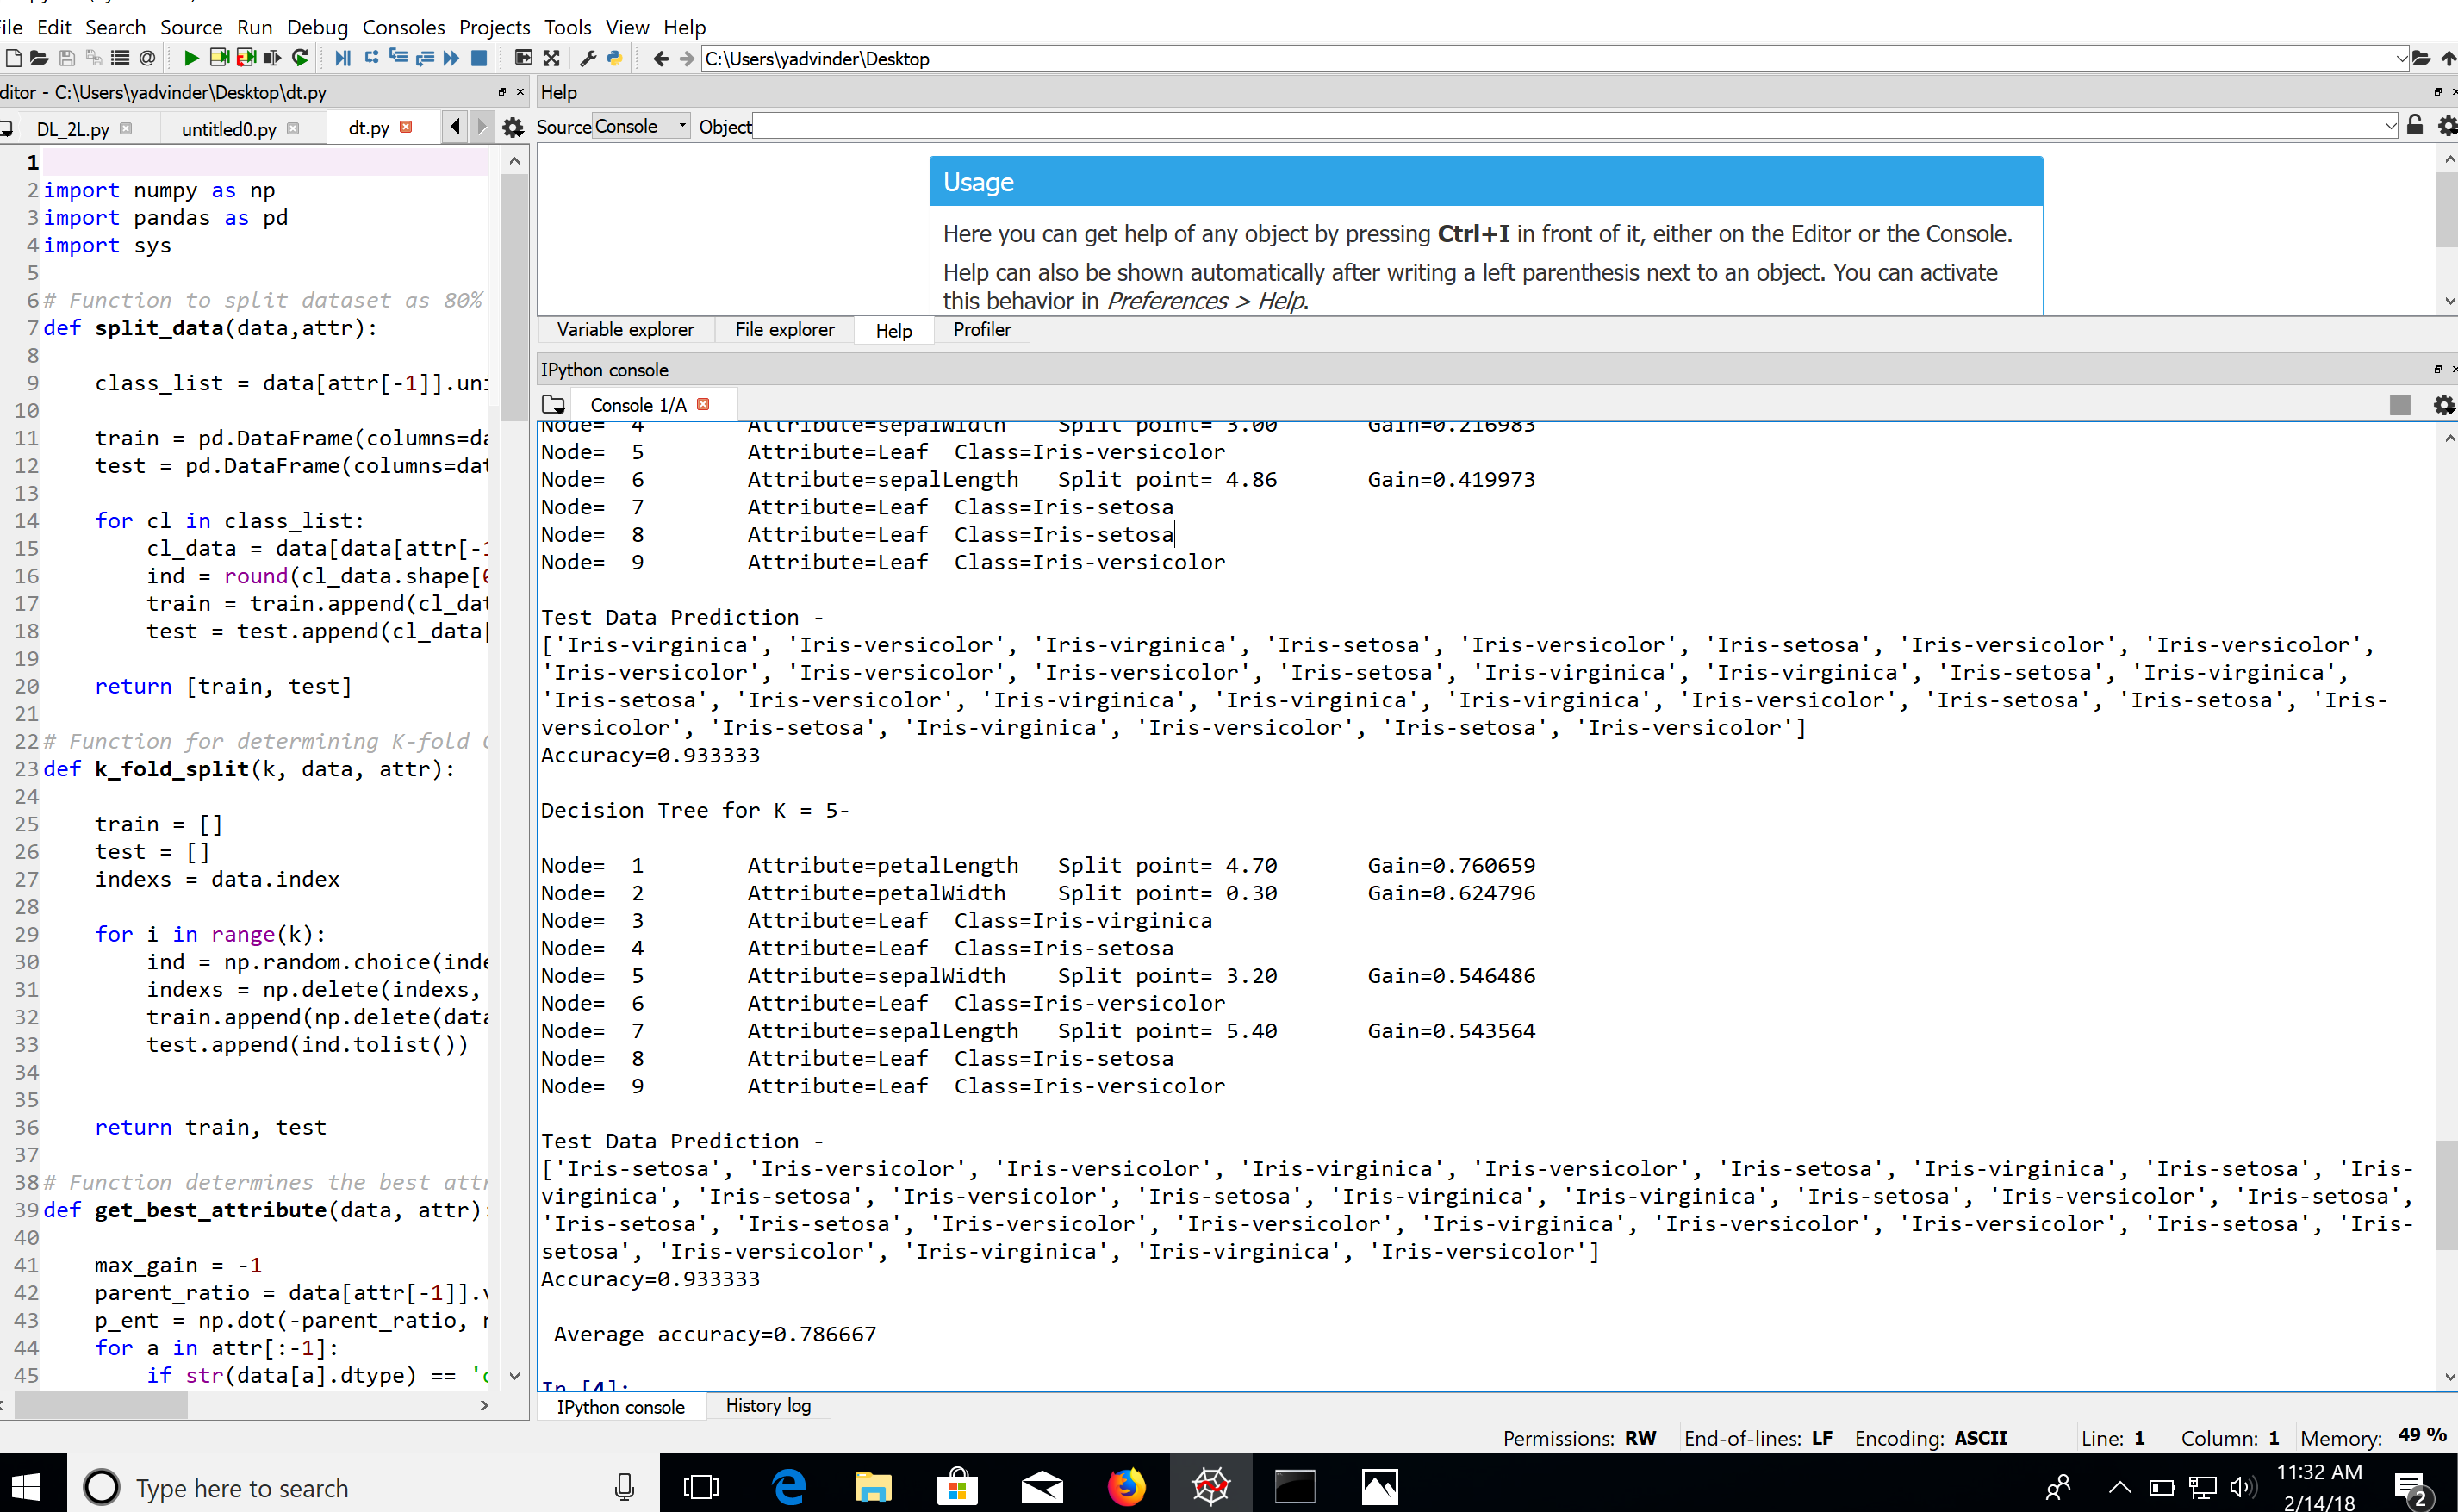 File Edit Search Source Run Debug Consoles Projects Tools View Help
C:\Users\yadvinder\Desktop
ditor - C:\Users\yadvinder\Desktop\dt.py
DL_2L.py untitled0.py dt.py
1
2 import numpy as np
3 import pandas as pd
4 import sys
5
6 # Function to split dataset as 80%
7 def split_data(data,attr):
8
9 class_list = data[attr[-1]].uni
10
11 train = pd.DataFrame(columns=da
12 test = pd.DataFrame(columns=dat
13
14 for cl in class_list:
15 cl_data = data[data[attr[-1
16 ind = round(cl_data.shape[0
17 train = train.append(cl_dat
18 test = test.append(cl_data[
19
20 return [train, test]
21
22 # Function for determining K-fold C
23 def k_fold_split(k, data, attr):
24
25 train = []
26 test = []
27 indexs = data.index
28
29 for i in range(k):
30 ind = np.random.choice(inde
31 indexs = np.delete(indexs,
32 train.append(np.delete(data
33 test.append(ind.tolist())
34
35
36 return train, test
37
38 # Function determines the best attr
39 def get_best_attribute(data, attr):
40
41 max_gain = -1
42 parent_ratio = data[attr[-1]].v
43 p_ent = np.dot(-parent_ratio, n
44 for a in attr[:-1]:
45 if str(data[a].dtype) == 'o
Help
Source Console Object
Usage
Here you can get help of any object by pressing Ctrl+I in front of it, either on the Editor or the Console.
Help can also be shown automatically after writing a left parenthesis next to an object. You can activate
this behavior in Preferences > Help.
Variable explorer File explorer Help Profiler
IPython console
Console 1/A
Node= 4 Attribute=sepalWidth Split point= 3.00 Gain=0.216983
Node= 5 Attribute=Leaf Class=Iris-versicolor
Node= 6 Attribute=sepalLength Split point= 4.86 Gain=0.419973
Node= 7 Attribute=Leaf Class=Iris-setosa
Node= 8 Attribute=Leaf Class=Iris-setosa
Node= 9 Attribute=Leaf Class=Iris-versicolor
Test Data Prediction -
['Iris-virginica', 'Iris-versicolor', 'Iris-virginica', 'Iris-setosa', 'Iris-versicolor', 'Iris-setosa', 'Iris-versicolor', 'Iris-versicolor',
'Iris-versicolor', 'Iris-versicolor', 'Iris-versicolor', 'Iris-setosa', 'Iris-virginica', 'Iris-virginica', 'Iris-setosa', 'Iris-virginica',
'Iris-setosa', 'Iris-versicolor', 'Iris-virginica', 'Iris-virginica', 'Iris-virginica', 'Iris-versicolor', 'Iris-setosa', 'Iris-setosa', 'Iris-
versicolor', 'Iris-setosa', 'Iris-virginica', 'Iris-versicolor', 'Iris-setosa', 'Iris-versicolor']
Accuracy=0.933333
Decision Tree for K = 5-
Node= 1 Attribute=petalLength Split point= 4.70 Gain=0.760659
Node= 2 Attribute=petalWidth Split point= 0.30 Gain=0.624796
Node= 3 Attribute=Leaf Class=Iris-virginica
Node= 4 Attribute=Leaf Class=Iris-setosa
Node= 5 Attribute=sepalWidth Split point= 3.20 Gain=0.546486
Node= 6 Attribute=Leaf Class=Iris-versicolor
Node= 7 Attribute=sepalLength Split point= 5.40 Gain=0.543564
Node= 8 Attribute=Leaf Class=Iris-setosa
Node= 9 Attribute=Leaf Class=Iris-versicolor
Test Data Prediction -
['Iris-setosa', 'Iris-versicolor', 'Iris-versicolor', 'Iris-virginica', 'Iris-versicolor', 'Iris-setosa', 'Iris-virginica', 'Iris-setosa', 'Iris-
virginica', 'Iris-setosa', 'Iris-versicolor', 'Iris-setosa', 'Iris-virginica', 'Iris-virginica', 'Iris-setosa', 'Iris-versicolor', 'Iris-setosa',
'Iris-setosa', 'Iris-setosa', 'Iris-versicolor', 'Iris-versicolor', 'Iris-virginica', 'Iris-versicolor', 'Iris-versicolor', 'Iris-setosa', 'Iris-
setosa', 'Iris-versicolor', 'Iris-virginica', 'Iris-virginica', 'Iris-versicolor']
Accuracy=0.933333
Average accuracy=0.786667
In [4]:
IPython console History log
Permissions: RW End-of-lines: LF Encoding: ASCII Line: 1 Column: 1 Memory: 49 %
Type here to search
11:32 AM
2/14/18
2